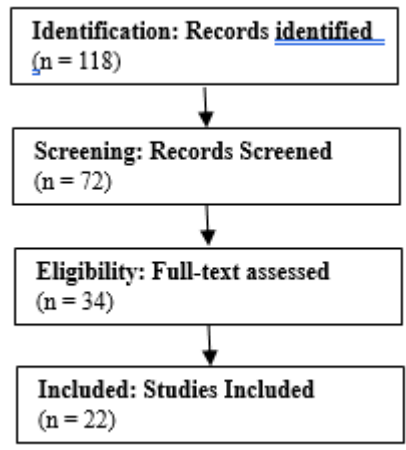 Identification: Records identified
(n = 118)
Screening: Records Screened
(n = 72)
Eligibility: Full-text assessed
(n = 34)
Included: Studies Included
(n = 22)